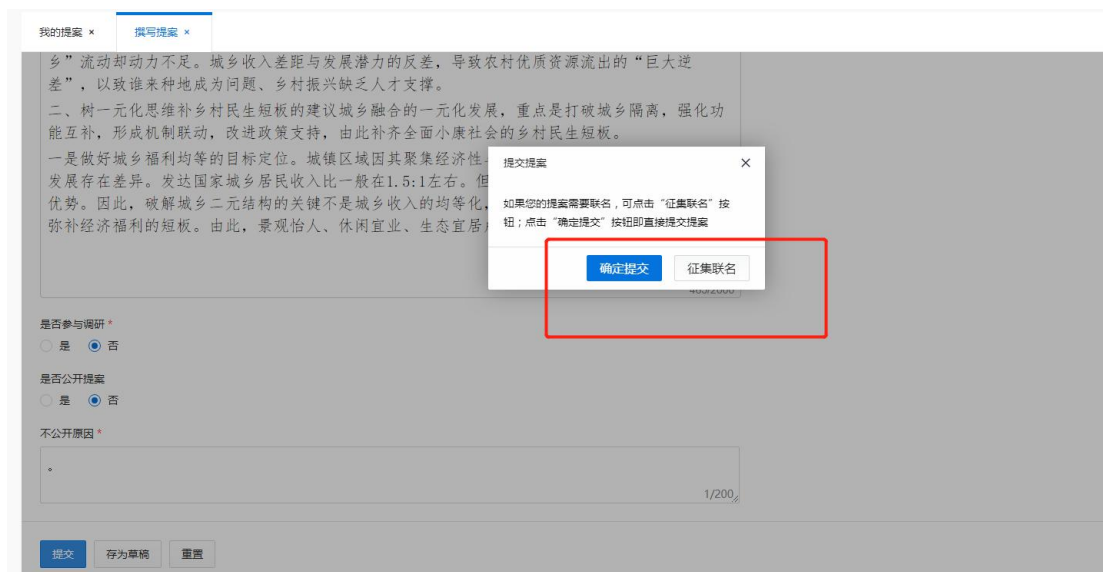 我的提案 ×
撰写提案 ×
乡”流动却动力不足。城乡收入差距与发展潜力的反差，导致农村优质资源流出的“巨大逆
差”，以致谁来种地成为问题、乡村振兴缺乏人才支撑。
二、树一元化思维补乡村民生短板的建议城乡融合的一元化发展，重点是打破城乡隔离，强化功
能互补，形成机制联动，改进政策支持，由此补齐全面小康社会的乡村民生短板。
一是做好城乡福利均等的目标定位。城镇区域因其聚集经济性
发展存在差异。发达国家城乡居民收入比一般在1.5:1左右。但
优势。因此，破解城乡二元结构的关键不是城乡收入的均等化，
弥补经济福利的短板。由此，景观怡人、休闲宜业、生态宜居
提交提案 ×
如果您的提案需要联名，可点击“征集联名”按
钮；点击“确定提交”按钮即直接提交提案
确定提交 征集联名
是否参与调研 *
是 否
是否公开提案
是 否
不公开原因 *
。
1/200
提交 存为草稿 重置